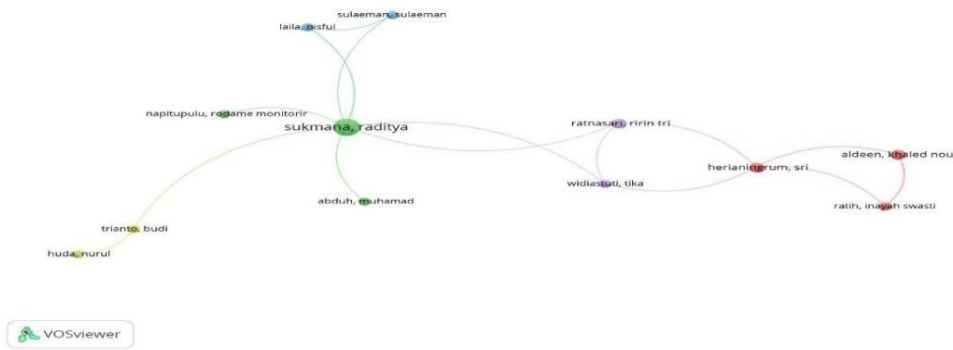 sulaeman, sulaeman
laila, nisful
napitupulu, rodame monitorir
sukmana, raditya
ratnasari, ririn tri
aldeen, khaled nou
herianingrum, sri
widiastuti, tika
abduh, muhamad
ratih, inayah swasti
trianto, budi
huda, nurul
VOSviewer